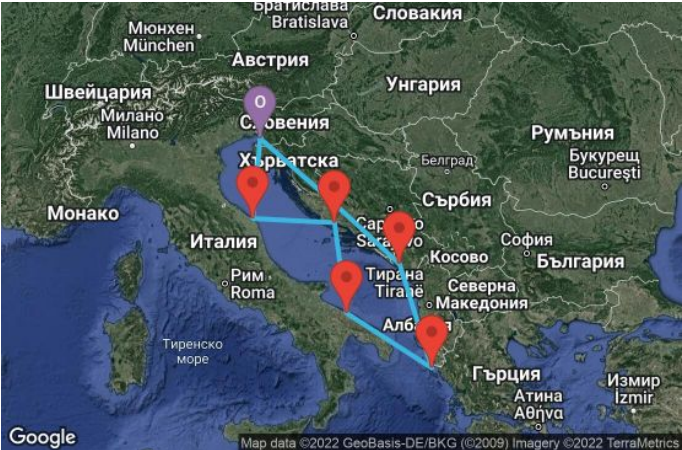 Братислава
Bratislava
Словакия
Мюнхен
München
Австрия
Унгария
Швейцария
Милано
Milano
О
Словения
Румъния
Хърватска
Букурещ
București
Белград
Сърбия
Монако
Италия
Сараево
Sarajevo
София
Косово
България
Рим
Roma
Тирана
Tiranë
Северна
Македония
Албания
Тиренско
море
Гърция
Измир
İzmir
Атина
Αθήνα
Google
Map data ©2022 GeoBasis-DE/BKG (©2009) Imagery ©2022 TerraMetrics